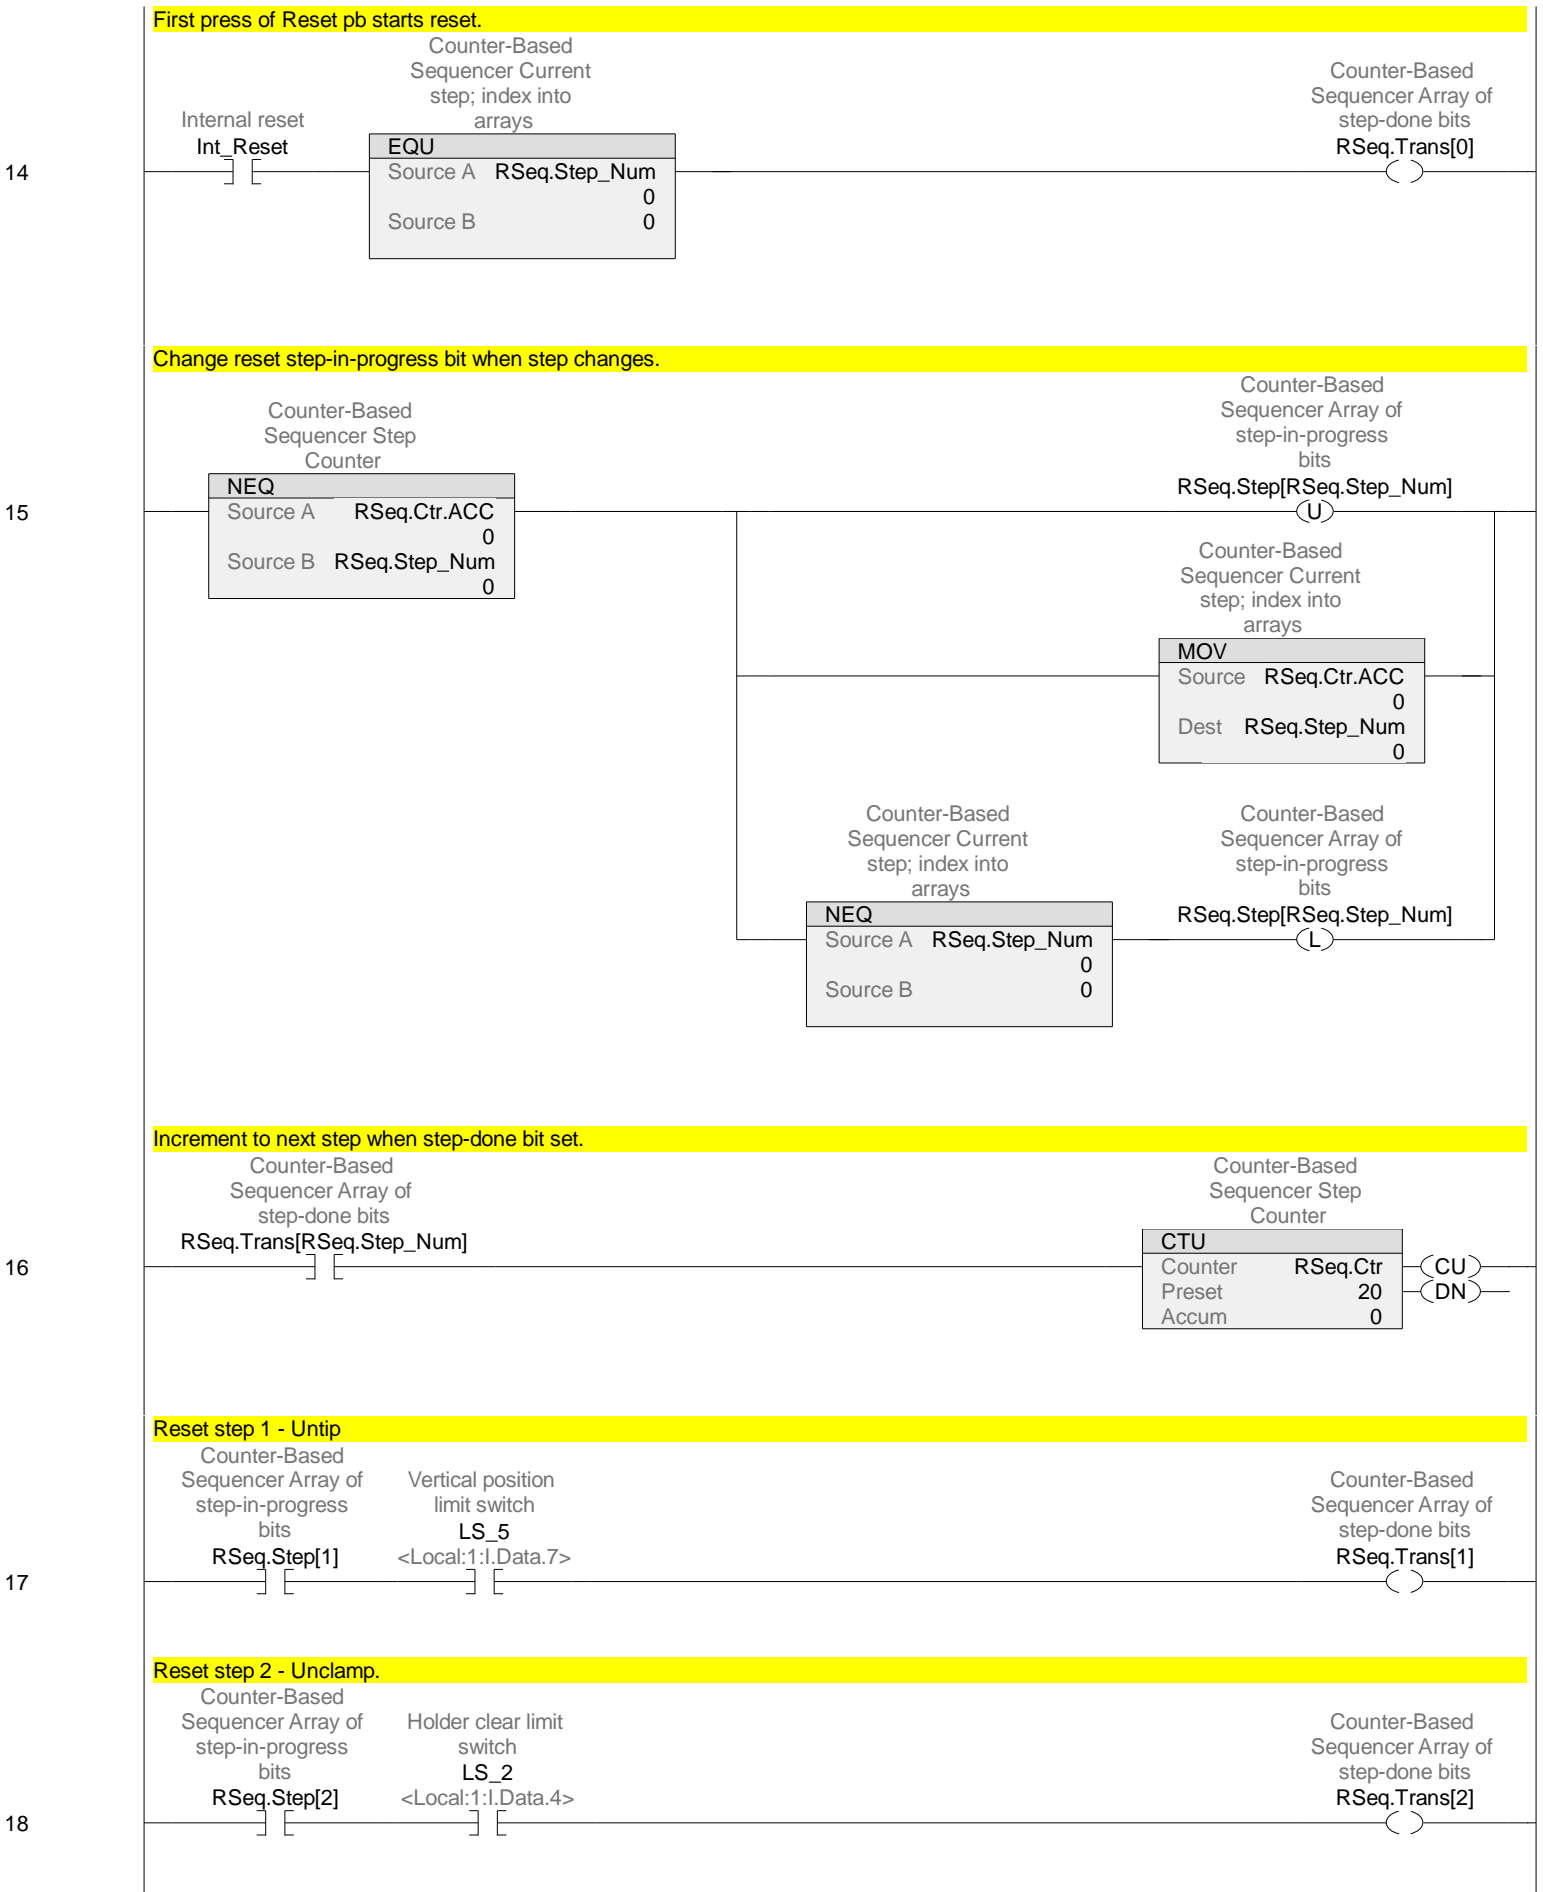 First press of Reset pb starts reset.
Counter-Based
Sequencer Current
step; index into
arrays
Counter-Based
Sequencer Array of
step-done bits
Internal reset
Int_Reset
RSeq.Trans[0]
14
EQU
Source A RSeq.Step_Num
0
Source B 0
Change reset step-in-progress bit when step changes.
Counter-Based
Sequencer Step
Counter
Counter-Based
Sequencer Array of
step-in-progress
bits
RSeq.Step[RSeq.Step_Num]
15
NEQ
Source A RSeq.Ctr.ACC
0
Source B RSeq.Step_Num
0
U
Counter-Based
Sequencer Current
step; index into
arrays
MOV
Source RSeq.Ctr.ACC
0
Dest RSeq.Step_Num
0
Counter-Based
Sequencer Current
step; index into
arrays
NEQ
Source A RSeq.Step_Num
0
Source B 0
Counter-Based
Sequencer Array of
step-in-progress
bits
RSeq.Step[RSeq.Step_Num]
L
Increment to next step when step-done bit set.
Counter-Based
Sequencer Array of
step-done bits
RSeq.Trans[RSeq.Step_Num]
Counter-Based
Sequencer Step
Counter
16
CTU
Counter RSeq.Ctr
Preset 20
Accum 0
CU
DN
Reset step 1 - Untip
Counter-Based
Sequencer Array of
step-in-progress
bits
RSeq.Step[1]
Vertical position
limit switch
LS_5
<Local:1:I.Data.7>
Counter-Based
Sequencer Array of
step-done bits
RSeq.Trans[1]
17
Reset step 2 - Unclamp.
Counter-Based
Sequencer Array of
step-in-progress
bits
RSeq.Step[2]
Holder clear limit
switch
LS_2
<Local:1:I.Data.4>
Counter-Based
Sequencer Array of
step-done bits
RSeq.Trans[2]
18